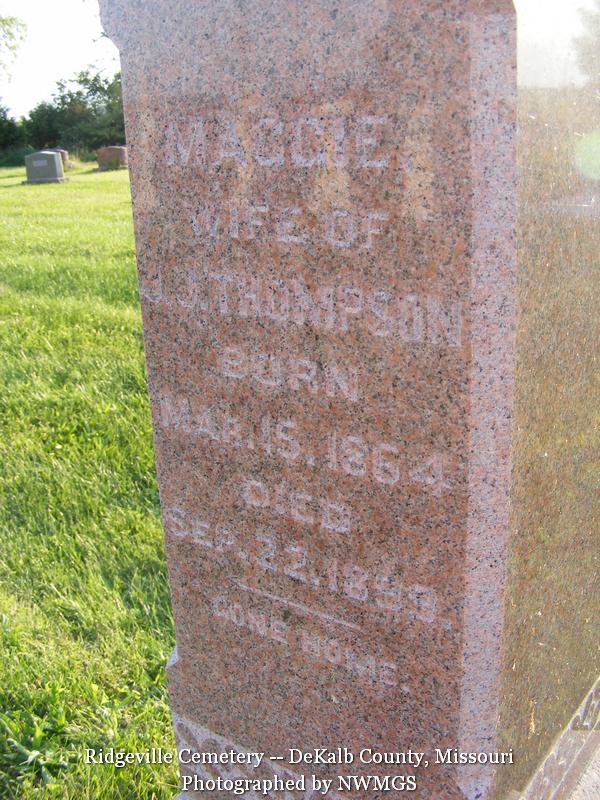 MAGGIE.
WIFE OF
J.J. THOMPSON
BORN
MAR. 15. 1864
DIED
SEP. 22. 1893.
GONE HOME.
Ridgeville Cemetery -- DeKalb County, Missouri
Photographed by NWMGS